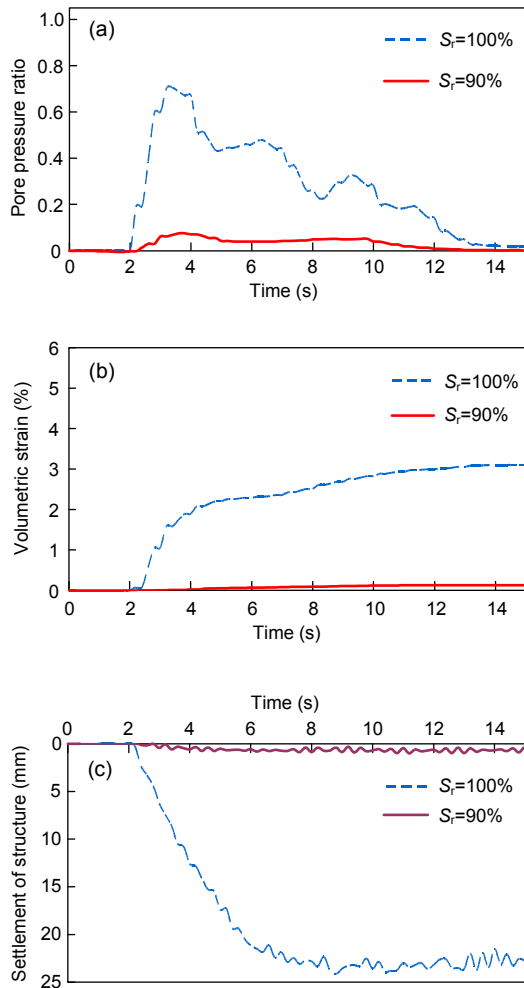 (a)
Sr=100%
Sr=90%
Pore pressure ratio
1.0
0.8
0.6
0.4
0.2
0
0 2 4 6 8 10 12 14
Time (s)
(b)
Sr=100%
Sr=90%
Volumetric strain (%)
6
5
4
3
2
1
0
0 2 4 6 8 10 12 14
Time (s)
Time (s)
0 2 4 6 8 10 12 14
(c)
Sr=100%
Sr=90%
Settlement of structure (mm)
0
5
10
15
20
25